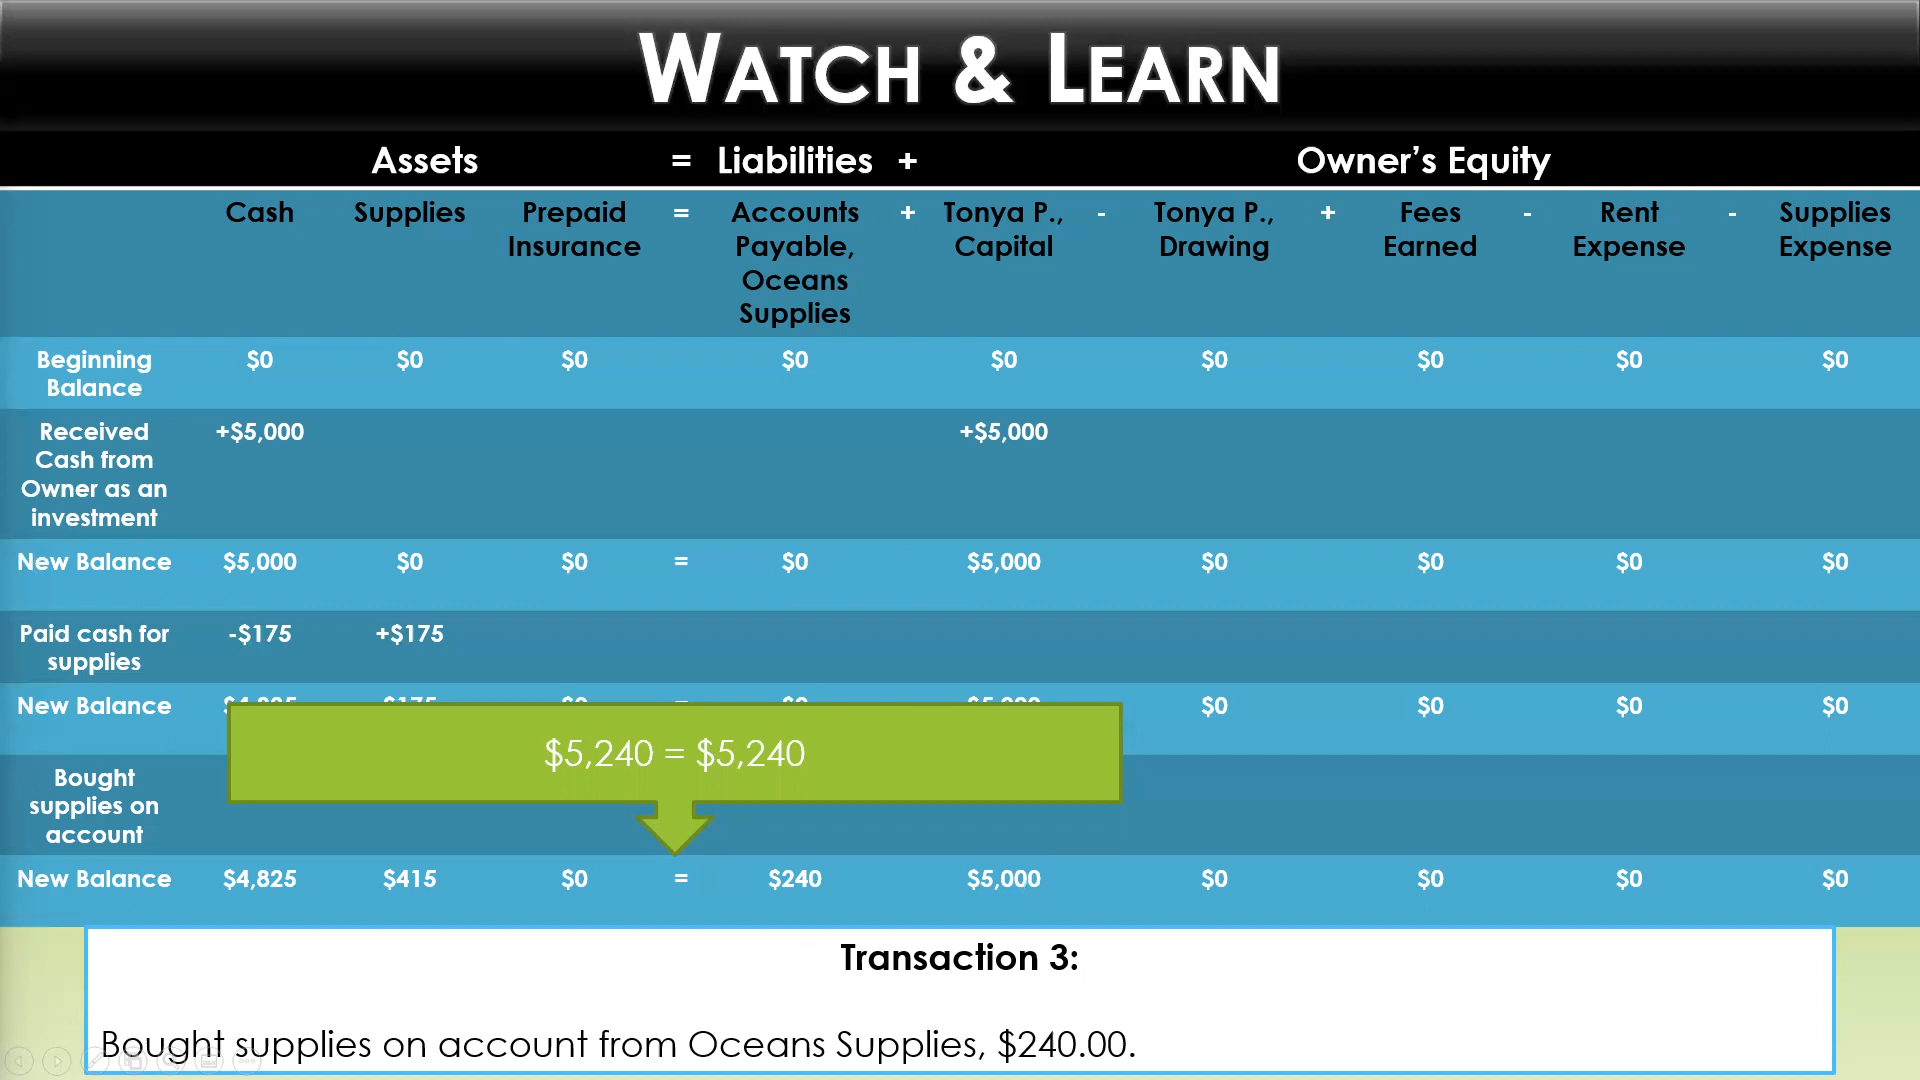 WATCH & LEARN
Assets = Liabilities + Owner’s Equity
Cash Supplies Prepaid = Accounts + Tonya P., - Tonya P., + Fees - Rent - Supplies
Insurance Payable, Capital Drawing Earned Expense Expense
Oceans
Supplies
Beginning $0 $0 $0 $0 $0 $0 $0 $0 $0
Balance
Received +$5,000 +$5,000
Cash from
Owner as an
investment
New Balance $5,000 $0 $0 = $0 $5,000 $0 $0 $0 $0
Paid cash for -$175 +$175
supplies
New Balance $0 $0 $0 $0
$5,240 = $5,240
Bought
supplies on
account
New Balance $4,825 $415 $0 = $240 $5,000 $0 $0 $0 $0
Transaction 3:
Bought supplies on account from Oceans Supplies, $240.00.